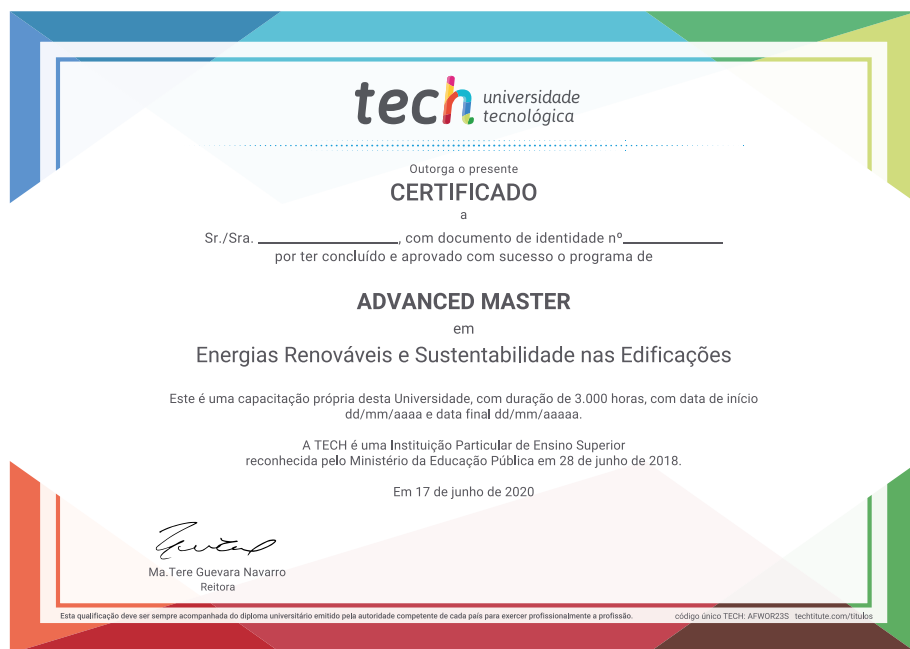 tech universidade
tecnológica
Outorga o presente
CERTIFICADO
a
Sr./Sra. ____________________, com documento de identidade nº______________
por ter concluído e aprovado com sucesso o programa de
ADVANCED MASTER
em
Energias Renováveis e Sustentabilidade nas Edificações
Este é uma capacitação própria desta Universidade, com duração de 3.000 horas, com data de início
dd/mm/aaaa e data final dd/mm/aaaaa.
A TECH é uma Instituição Particular de Ensino Superior
reconhecida pelo Ministério da Educação Pública em 28 de junho de 2018.
Em 17 de junho de 2020
Ma.Tere Guevara Navarro
Reitora
Esta qualificação deve ser sempre acompanhada do diploma universitário emitido pela autoridade competente de cada país para exercer profissionalmente a profissão. código único TECH: AFWOR23S techtitute.com/títulos